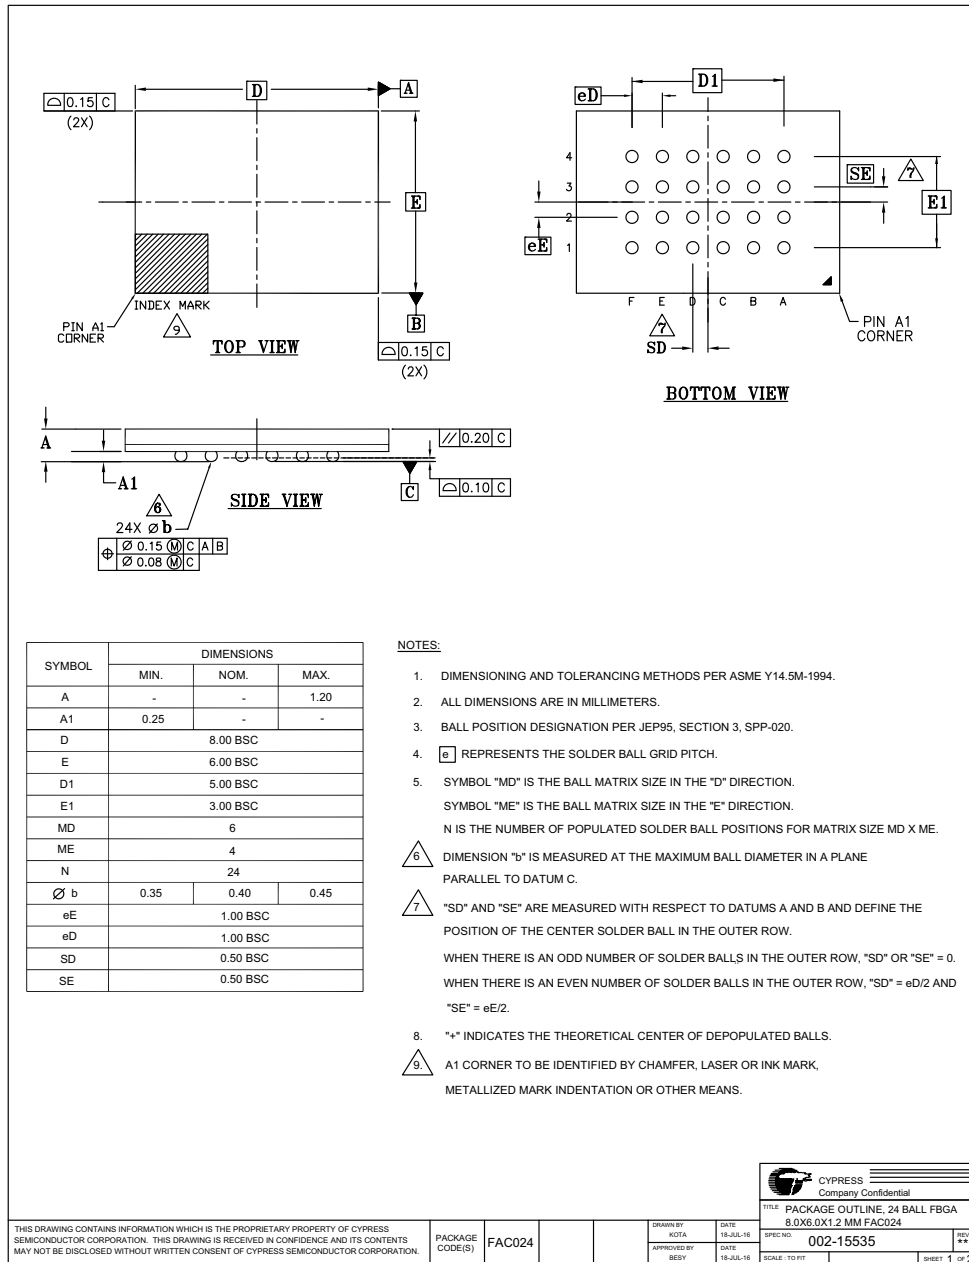 D
A
⌓ 0.15 C
(2X)
E
INDEX MARK
9
PIN A1
CORNER
B
⌓ 0.15 C
(2X)
TOP VIEW
D1
eD
4
3
2
1
SE
7
E1
eE
F E D C B A
7
SD
PIN A1
CORNER
BOTTOM VIEW
A
// 0.20 C
A1
C
⌓ 0.10 C
SIDE VIEW
6
24X ⌀ b
⌖ ⌀ 0.15 Ⓜ C A B
⌀ 0.08 Ⓜ C
SYMBOL DIMENSIONS
MIN. NOM. MAX.
A - - 1.20
A1 0.25 - -
D 8.00 BSC
E 6.00 BSC
D1 5.00 BSC
E1 3.00 BSC
MD 6
ME 4
N 24
⌀ b 0.35 0.40 0.45
eE 1.00 BSC
eD 1.00 BSC
SD 0.50 BSC
SE 0.50 BSC
NOTES:
1. DIMENSIONING AND TOLERANCING METHODS PER ASME Y14.5M-1994.
2. ALL DIMENSIONS ARE IN MILLIMETERS.
3. BALL POSITION DESIGNATION PER JEP95, SECTION 3, SPP-020.
4. e REPRESENTS THE SOLDER BALL GRID PITCH.
5. SYMBOL "MD" IS THE BALL MATRIX SIZE IN THE "D" DIRECTION.
SYMBOL "ME" IS THE BALL MATRIX SIZE IN THE "E" DIRECTION.
N IS THE NUMBER OF POPULATED SOLDER BALL POSITIONS FOR MATRIX SIZE MD X ME.
6 DIMENSION "b" IS MEASURED AT THE MAXIMUM BALL DIAMETER IN A PLANE
PARALLEL TO DATUM C.
7 "SD" AND "SE" ARE MEASURED WITH RESPECT TO DATUMS A AND B AND DEFINE THE
POSITION OF THE CENTER SOLDER BALL IN THE OUTER ROW.
WHEN THERE IS AN ODD NUMBER OF SOLDER BALLS IN THE OUTER ROW, "SD" OR "SE" = 0.
WHEN THERE IS AN EVEN NUMBER OF SOLDER BALLS IN THE OUTER ROW, "SD" = eD/2 AND
"SE" = eE/2.
8. "+" INDICATES THE THEORETICAL CENTER OF DEPOPULATED BALLS.
9. A1 CORNER TO BE IDENTIFIED BY CHAMFER, LASER OR INK MARK,
METALLIZED MARK INDENTATION OR OTHER MEANS.
CYPRESS
Company Confidential
TITLE PACKAGE OUTLINE, 24 BALL FBGA
8.0X6.0X1.2 MM FAC024
THIS DRAWING CONTAINS INFORMATION WHICH IS THE PROPRIETARY PROPERTY OF CYPRESS
SEMICONDUCTOR CORPORATION. THIS DRAWING IS RECEIVED IN CONFIDENCE AND ITS CONTENTS
MAY NOT BE DISCLOSED WITHOUT WRITTEN CONSENT OF CYPRESS SEMICONDUCTOR CORPORATION.
PACKAGE
CODE(S)
FAC024
DRAWN BY
KOTA
DATE
18-JUL-16
APPROVED BY
BESY
DATE
18-JUL-16
SPEC NO. 002-15535
REV
**
SCALE : TO FIT
SHEET 1 OF